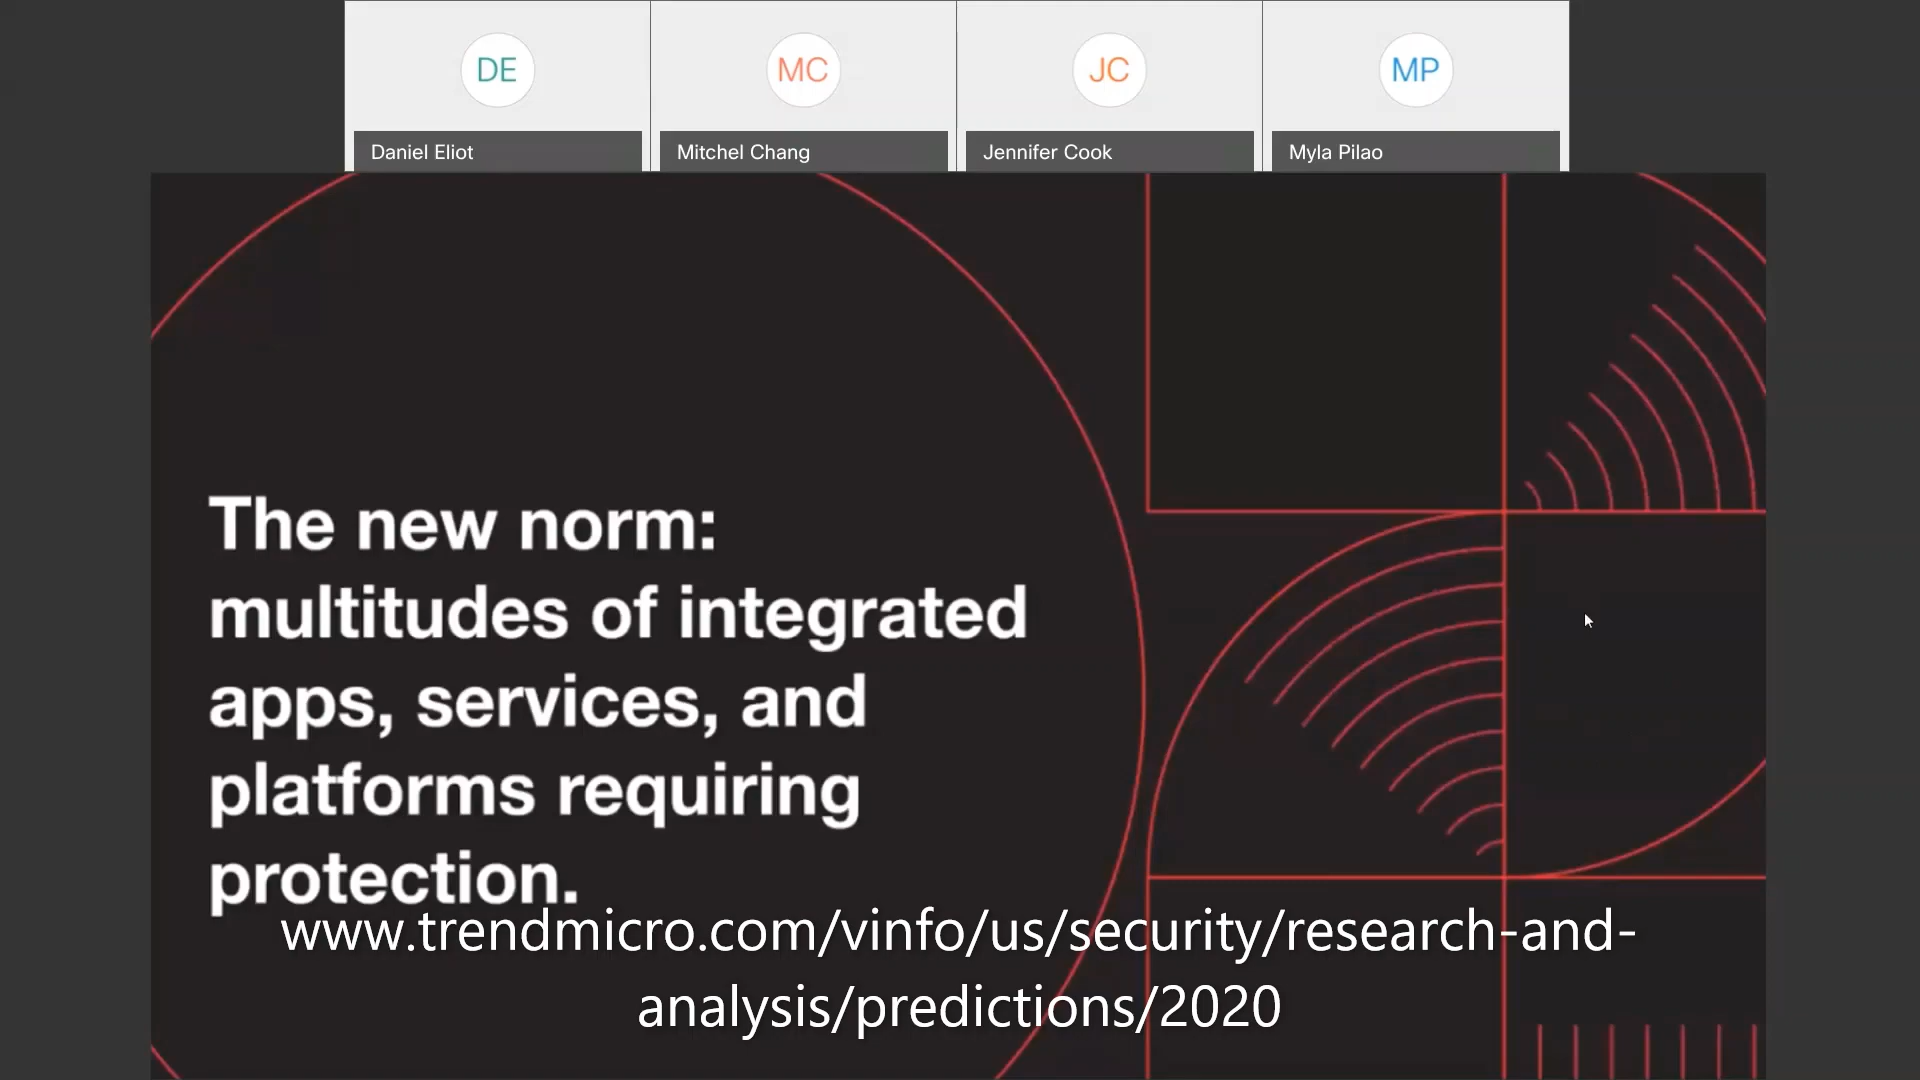 DE
MC
JC
MP
Daniel Eliot
Mitchel Chang
Jennifer Cook
Myla Pilao
The new norm:
multitudes of integrated
apps, services, and
platforms requiring
protection.
www.trendmicro.com/vinfo/us/security/research-and-
analysis/predictions/2020